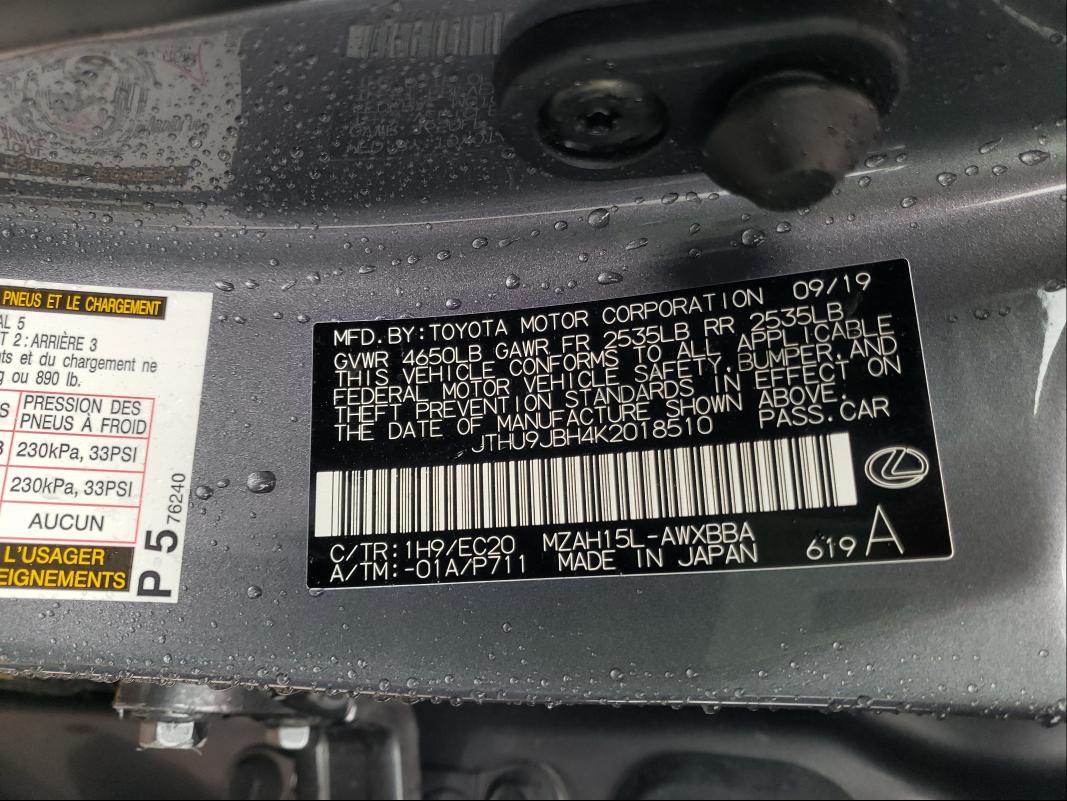 PNEUS ET LE CHARGEMENT
AL 5
T 2 : ARRIÈRE 3
nts et du chargement ne
g ou 890 lb.
PRESSION DES
PNEUS À FROID
230kPa, 33PSI
230kPa, 33PSI
AUCUN
L'USAGER
EIGNEMENTS
P 5 76240
MFD. BY: TOYOTA MOTOR CORPORATION 09/19
GVWR 4650LB GAWR FR 2535LB RR 2535LB
THIS VEHICLE CONFORMS TO ALL APPLICABLE
FEDERAL MOTOR VEHICLE SAFETY, BUMPER, AND
THEFT PREVENTION STANDARDS IN EFFECT ON
THE DATE OF MANUFACTURE SHOWN ABOVE.
JTHU9JBH4K2018510 PASS. CAR
C/TR: 1H9/EC20 MZAH15L-AWXBBA
A/TM: -01A/P711 MADE IN JAPAN 619 A